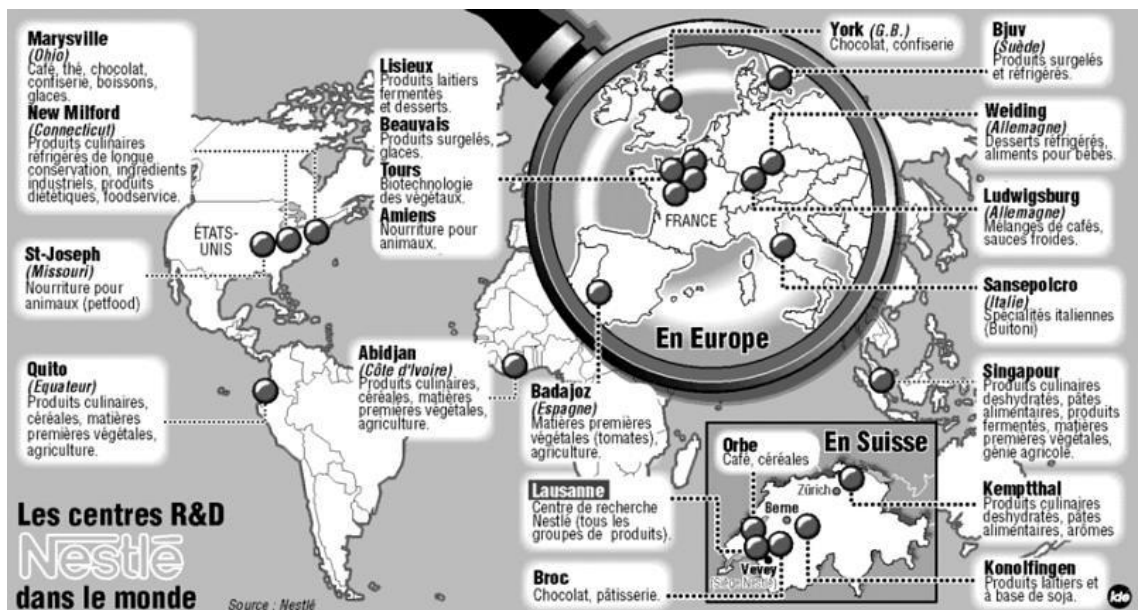 Marysville
(Ohio)
Café, thé, chocolat,
confiserie, boissons,
glaces.
New Milford
(Connecticut)
Produits culinaires
réfrigérés de longue
conservation, ingrédients
industriels, produits
diététiques, foodservice.
St-Joseph
(Missouri)
Nourriture pour
animaux (petfood)
ÉTATS-
UNIS
Quito
(Equateur)
Produits culinaires,
céréales, matières
premières végétales,
agriculture.
Lisieux
Produits laitiers
fermentés
et desserts.
Beauvais
Produits surgelés,
glaces.
Tours
Biotechnologie
des végétaux.
Amiens
Nourriture pour
animaux.
Abidjan
(Côte d'Ivoire)
Produits culinaires,
céréales, matières
premières végétales,
agriculture.
FRANCE
En Europe
Badajoz
(Espagne)
Matières premières
végétales (tomates),
agriculture.
York (G.B.)
Chocolat, confiserie
Bjuv
(Suède)
Produits surgelés
et réfrigérés.
Weiding
(Allemagne)
Desserts réfrigérés,
aliments pour bébés.
Ludwigsburg
(Allemagne)
Mélanges de cafés,
sauces froides.
Sansepolcro
(Italie)
Spécialités italiennes
(Buitoni)
Singapour
Produits culinaires
deshydratés, pâtes
alimentaires, produits
fermentés, matières
premières végétales,
génie agricole.
En Suisse
Orbe
Café, céréales
Lausanne
Centre de recherche
Nestlé (tous les
groupes de produits).
Broc
Chocolat, pâtisserie.
Zürich
Berne
Vevey
(Siège Nestlé)
Kemptthal
Produits culinaires
deshydratés, pâtes
alimentaires, arômes
Konolfingen
Produits laitiers et
à base de soja.
Les centres R&D
Nestlé
dans le monde
Source : Nestlé
ide